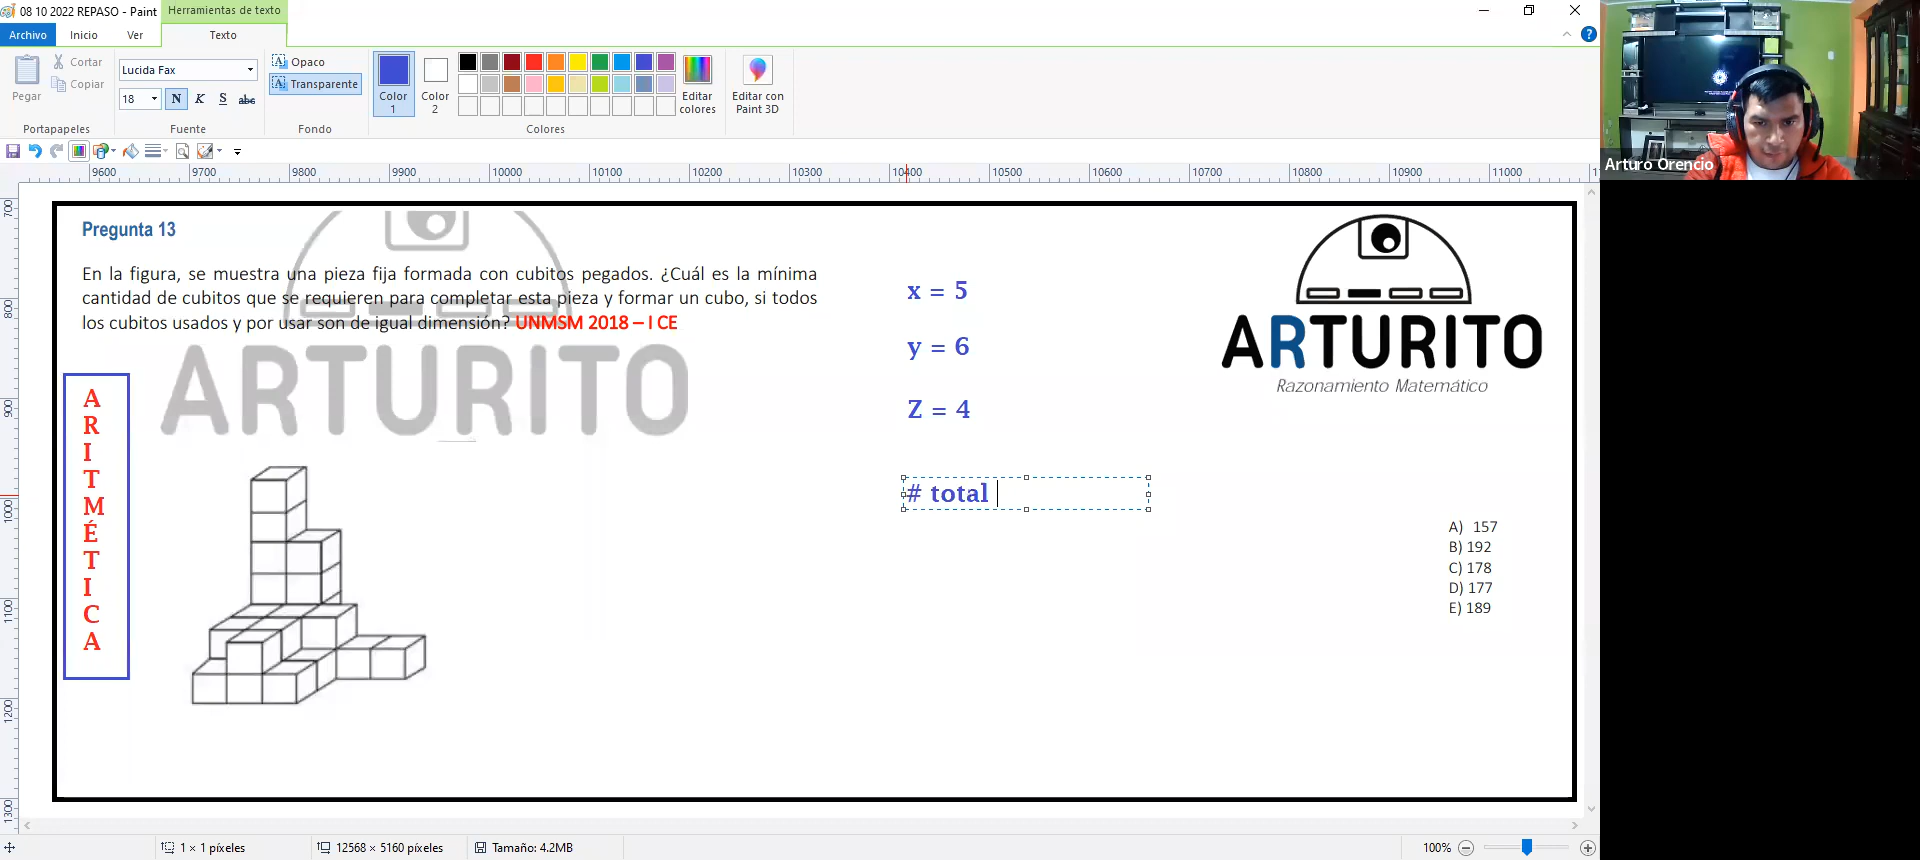 08 10 2022 REPASO - Paint
Herramientas de texto
Archivo
Inicio
Ver
Texto
?
Pegar
Cortar
Copiar
Portapapeles
Lucida Fax
18
N K S abc
Fuente
Opaco
Transparente
Fondo
Color 1
Color 2
Colores
Editar colores
Editar con Paint 3D
9600 9700 9800 9900 10000 10100 10200 10300 10400 10500 10600 10700 10800 10900 11000
700
800
900
1000
1100
1200
1300
Arturo Orencio
Pregunta 13
En la figura, se muestra una pieza fija formada con cubitos pegados. ¿Cuál es la mínima
cantidad de cubitos que se requieren para completar esta pieza y formar un cubo, si todos
los cubitos usados y por usar son de igual dimensión? UNMSM 2018 – I CE
ARTURITO
A
R
I
T
M
É
T
I
C
A
x = 5
y = 6
Z = 4
# total
ARTURITO
Razonamiento Matemático
A) 157
B) 192
C) 178
D) 177
E) 189
1 × 1 píxeles
12568 × 5160 píxeles
Tamaño: 4.2MB
100%